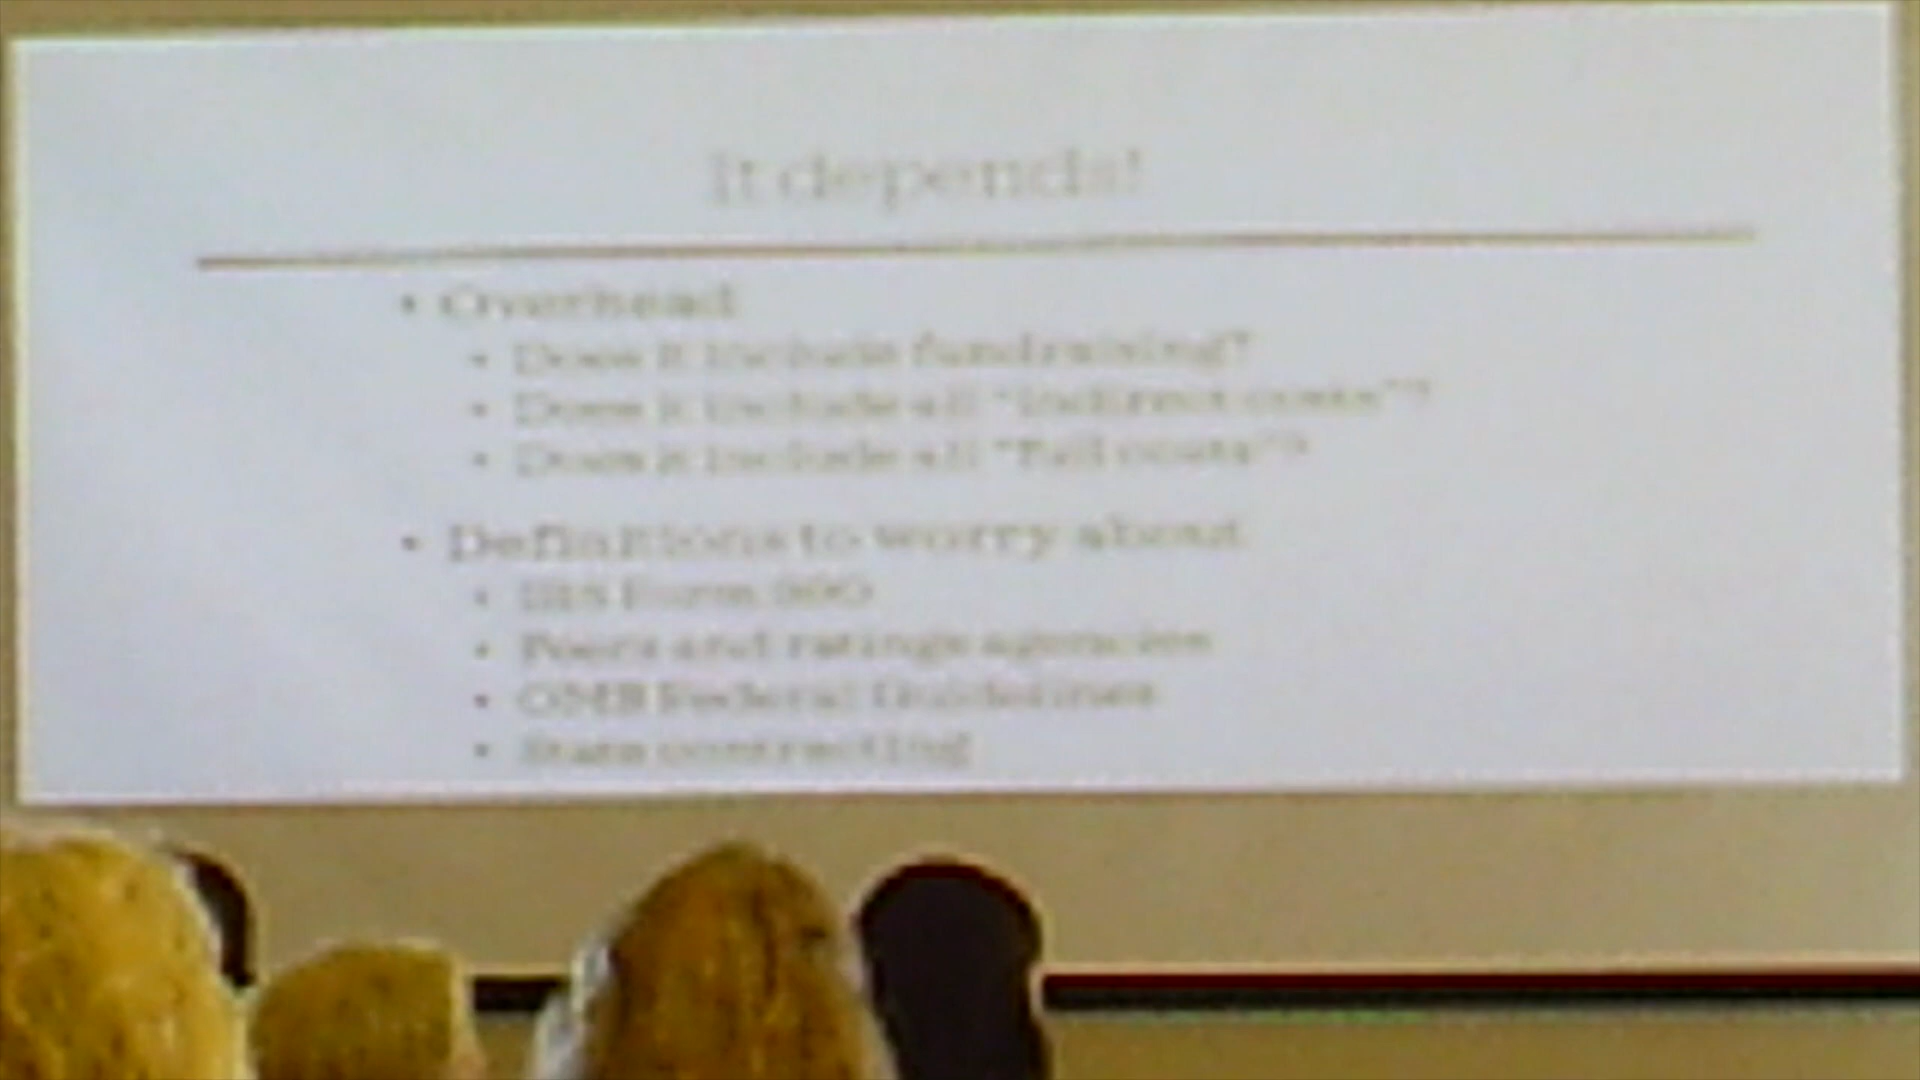 It depends!
• Overhead
• Does it include fundraising?
• Does it include all "indirect costs"?
• Does it include all "Full costs"?
• Definitions to worry about
• IRS Form 990
• Peers and ratings agencies
• OMB Federal Guidelines
• State contracting